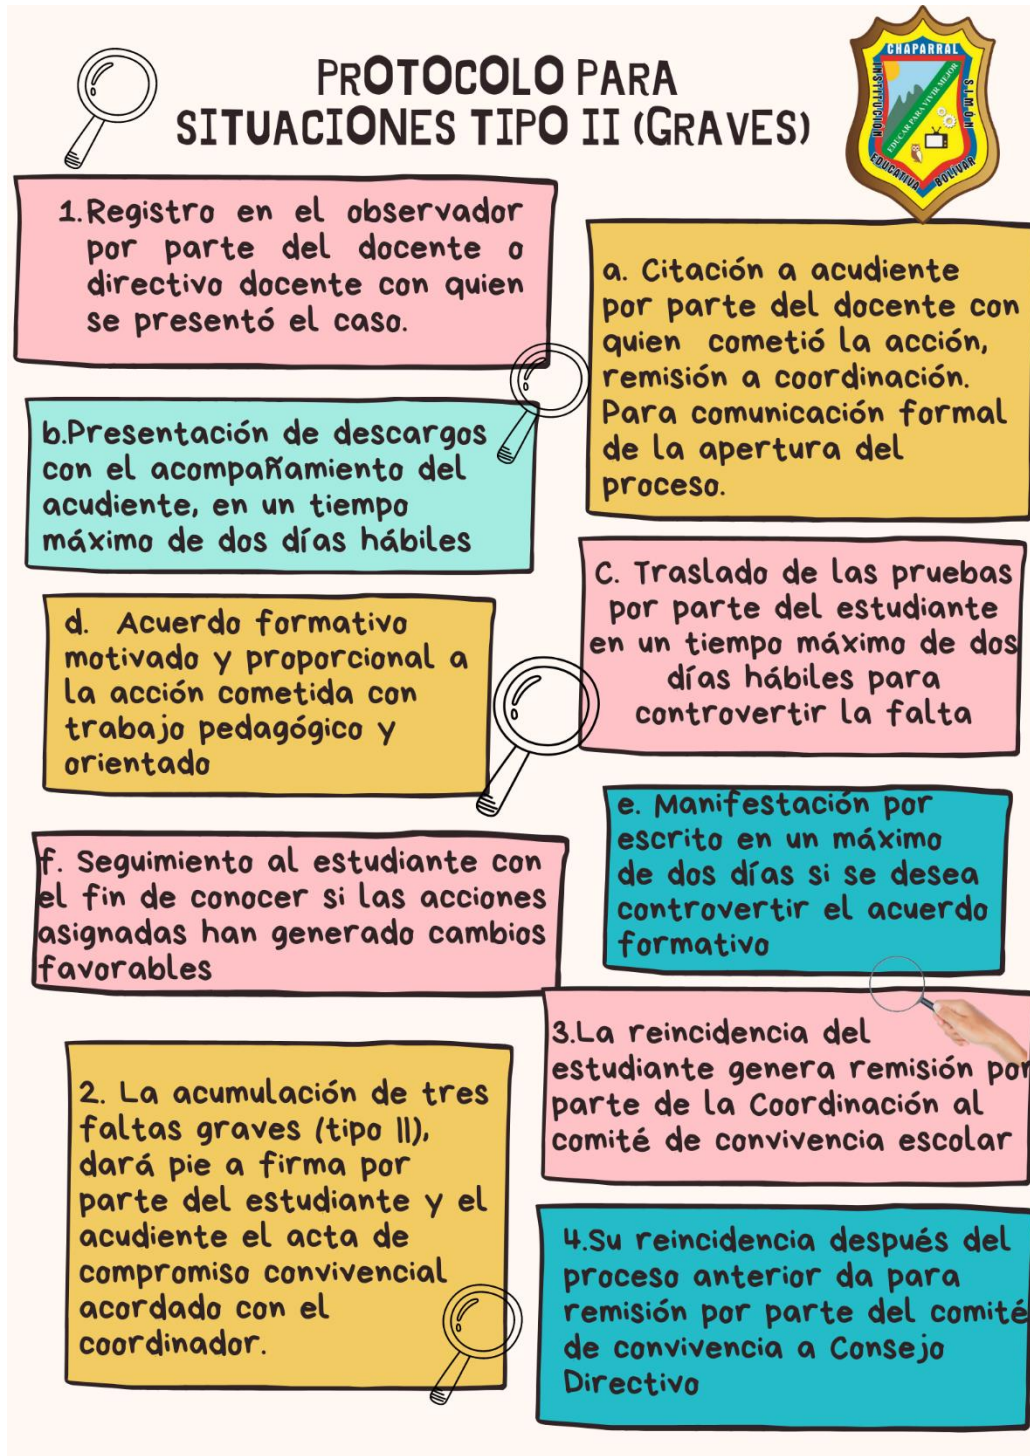 PROTOCOLO PARA
SITUACIONES TIPO II (GRAVES)
CHAPARRAL
INSTITUCIÓN
SIMÓN
EDUCAR PARA VIVIR MEJOR
EDUCATIVA
BOLÍVAR
1.Registro en el observador
por parte del docente o
directivo docente con quien
se presentó el caso.
a. Citación a acudiente
por parte del docente con
quien cometió la acción,
remisión a coordinación.
Para comunicación formal
de la apertura del
proceso.
b.Presentación de descargos
con el acompañamiento del
acudiente, en un tiempo
máximo de dos días hábiles
C. Traslado de las pruebas
por parte del estudiante
en un tiempo máximo de dos
días hábiles para
controvertir la falta
d. Acuerdo formativo
motivado y proporcional a
la acción cometida con
trabajo pedagógico y
orientado
e. Manifestación por
escrito en un máximo
de dos días si se desea
controvertir el acuerdo
formativo
f. Seguimiento al estudiante con
el fin de conocer si las acciones
asignadas han generado cambios
favorables
2. La acumulación de tres
faltas graves (tipo II),
dará pie a firma por
parte del estudiante y el
acudiente el acta de
compromiso convivencial
acordado con el
coordinador.
3.La reincidencia del
estudiante genera remisión por
parte de la Coordinación al
comité de convivencia escolar
4.Su reincidencia después del
proceso anterior da para
remisión por parte del comité
de convivencia a Consejo
Directivo